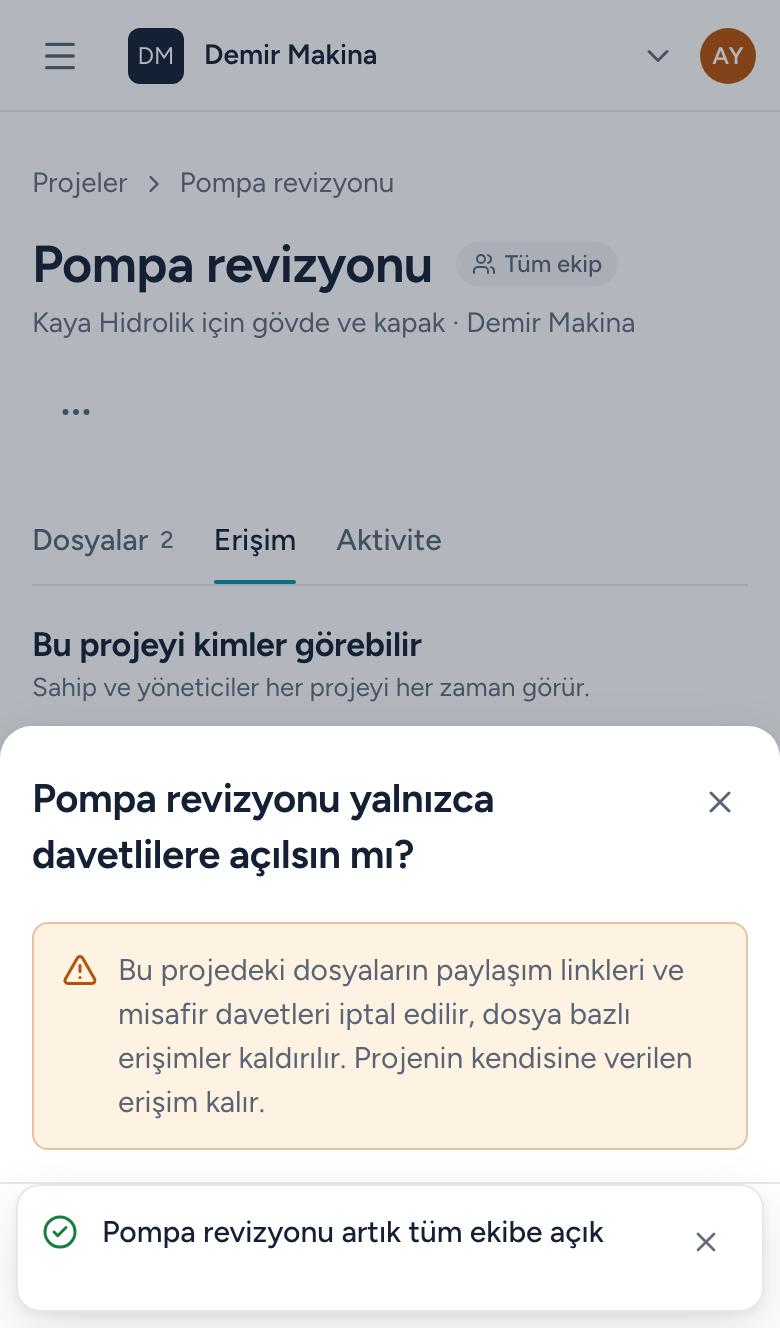 DM Demir Makina AY
Projeler > Pompa revizyonu
Pompa revizyonu Tüm ekip
Kaya Hidrolik için gövde ve kapak · Demir Makina
Dosyalar 2 Erişim Aktivite
Bu projeyi kimler görebilir
Sahip ve yöneticiler her projeyi her zaman görür.
Pompa revizyonu yalnızca
davetlilere açılsın mı?
Bu projedeki dosyaların paylaşım linkleri ve
misafir davetleri iptal edilir, dosya bazlı
erişimler kaldırılır. Projenin kendisine verilen
erişim kalır.
Pompa revizyonu artık tüm ekibe açık